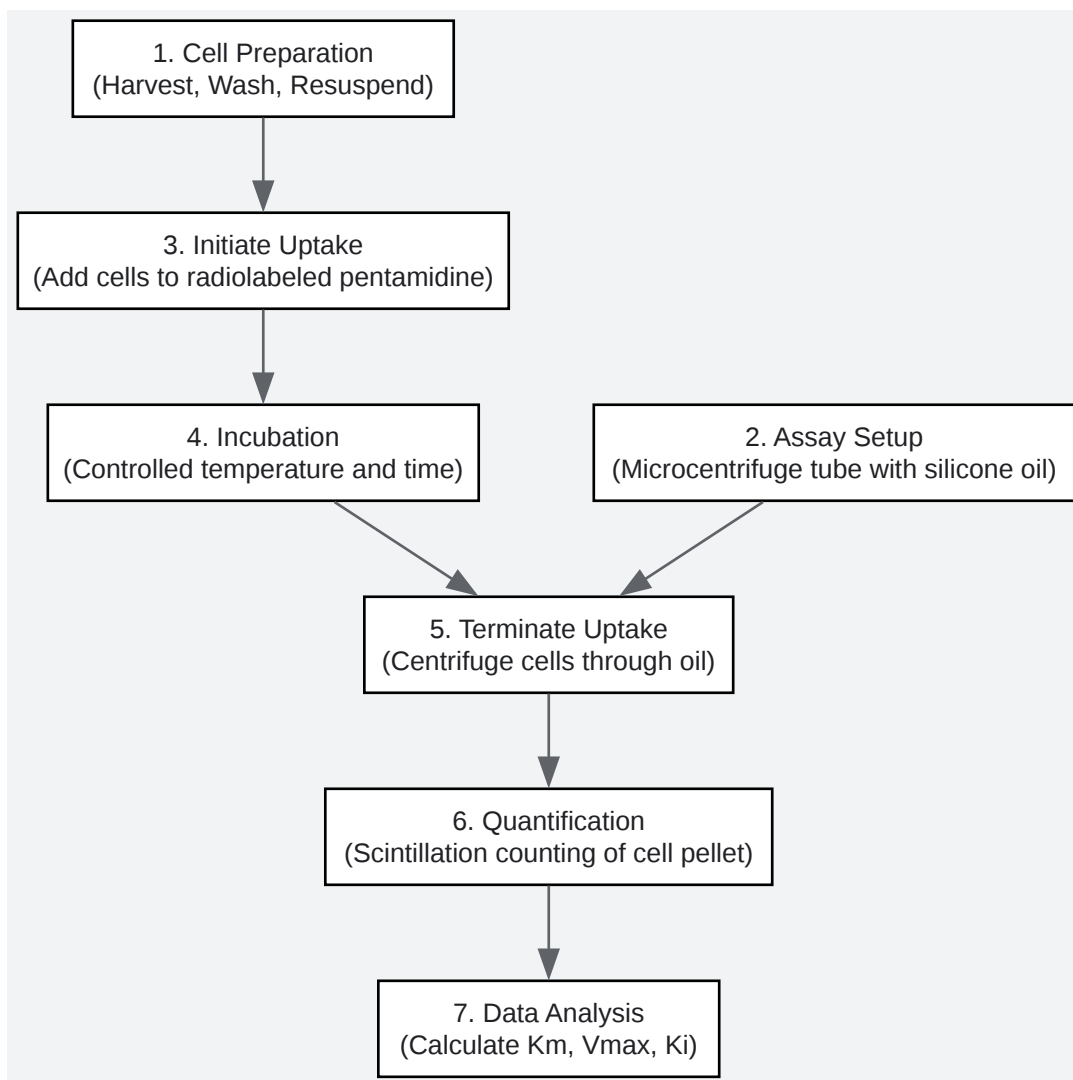 1. Cell Preparation
(Harvest, Wash, Resuspend)
3. Initiate Uptake
(Add cells to radiolabeled pentamidine)
4. Incubation
(Controlled temperature and time)
2. Assay Setup
(Microcentrifuge tube with silicone oil)
5. Terminate Uptake
(Centrifuge cells through oil)
6. Quantification
(Scintillation counting of cell pellet)
7. Data Analysis
(Calculate Km, Vmax, Ki)